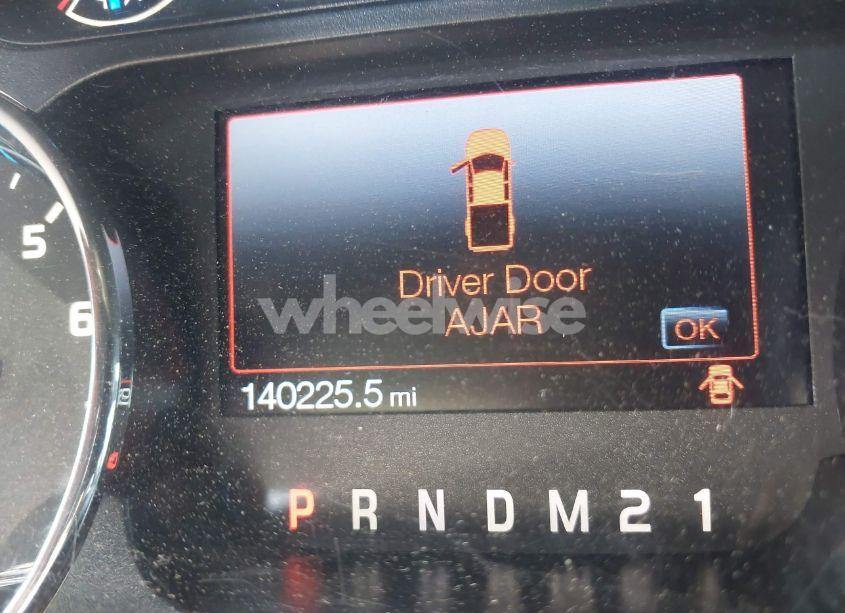 5
6
Driver Door
AJAR
OK
wheelwise
140225.5 mi
P R N D M 2 1